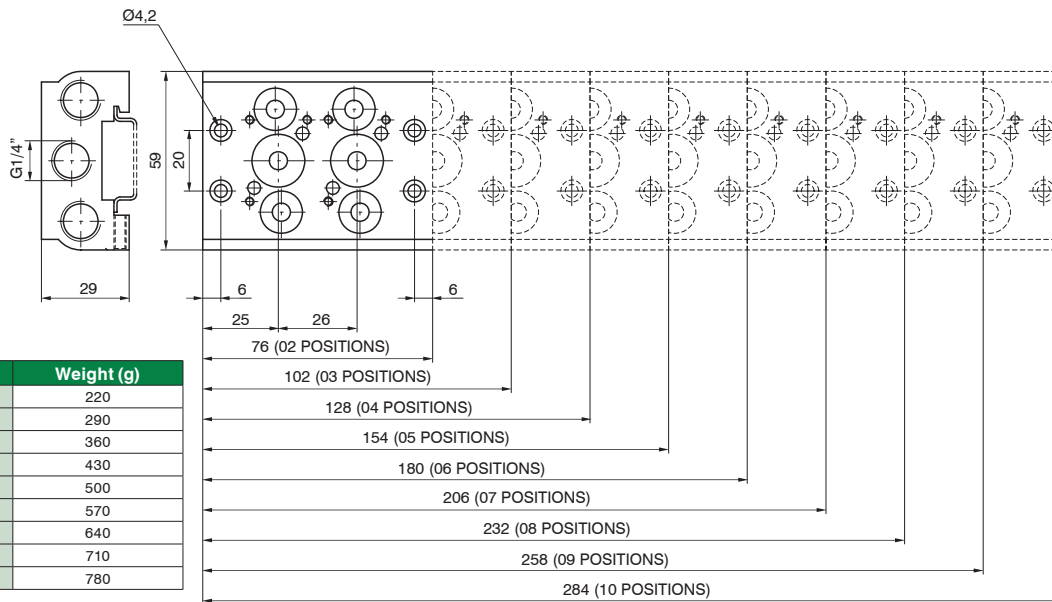 Ø4,2
G1/4"
59
20
29
6
6
25
26
76 (02 POSITIONS)
102 (03 POSITIONS)
128 (04 POSITIONS)
154 (05 POSITIONS)
180 (06 POSITIONS)
206 (07 POSITIONS)
232 (08 POSITIONS)
258 (09 POSITIONS)
284 (10 POSITIONS)
Weight (g)
220
290
360
430
500
570
640
710
780